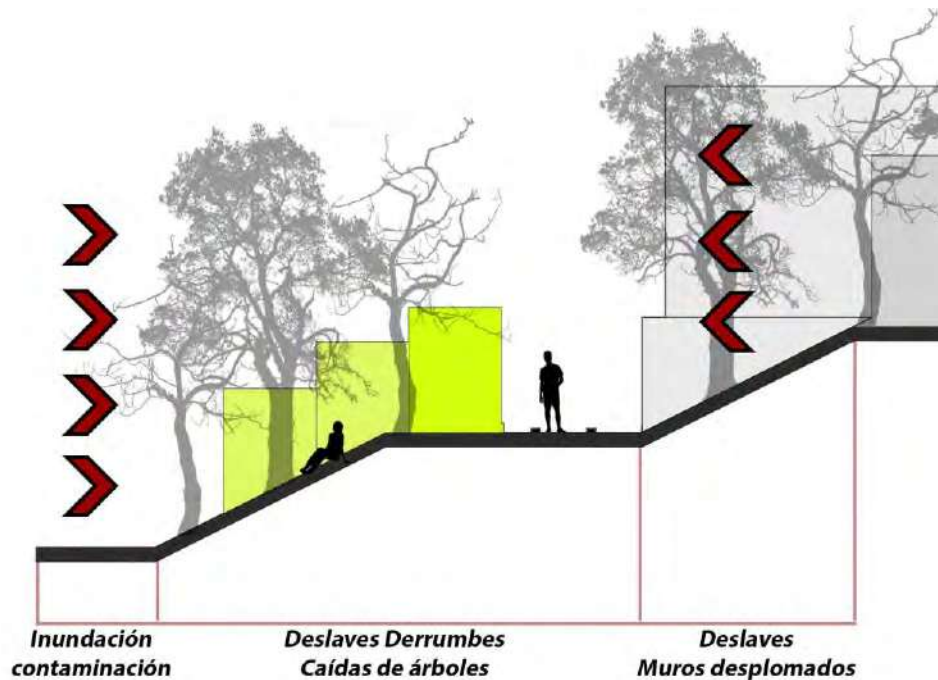 Inundación
contaminación
Deslaves Derrumbes
Caídas de árboles
Deslaves
Muros desplomados